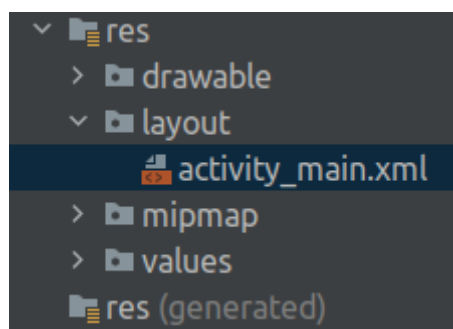 res
drawable
layout
activity_main.xml
mipmap
values
res (generated)